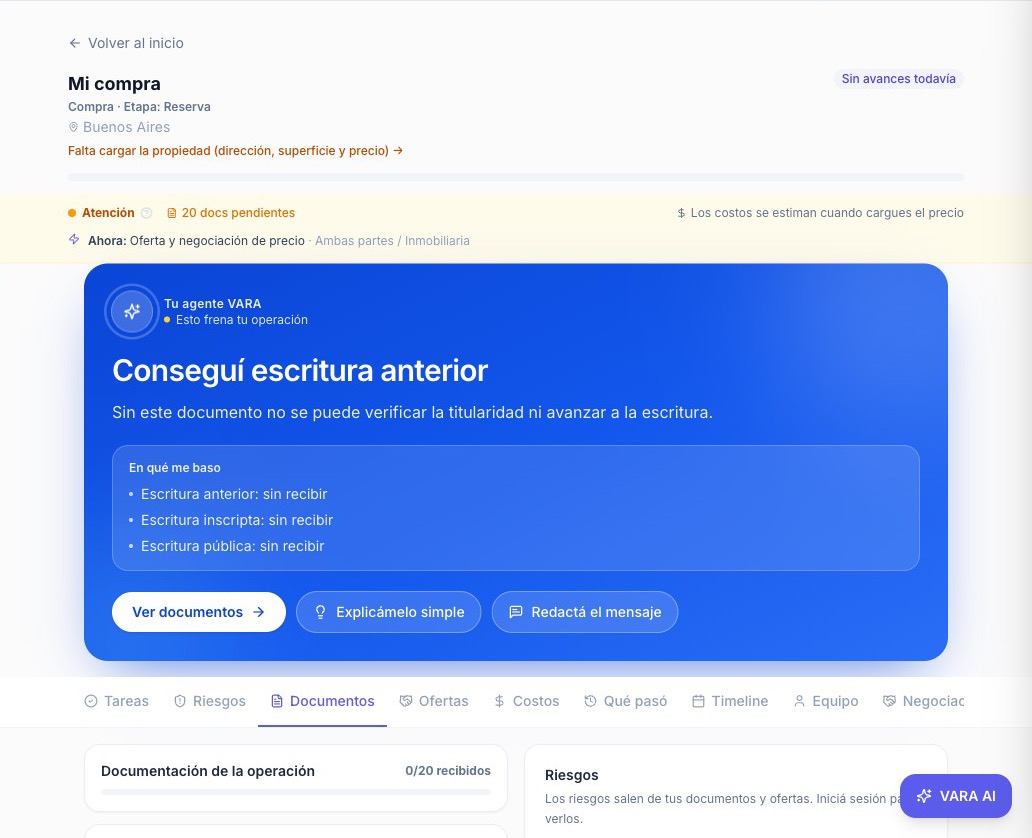 Volver al inicio
Mi compra
Sin avances todavía
Compra · Etapa: Reserva
Buenos Aires
Falta cargar la propiedad (dirección, superficie y precio) →
Atención
20 docs pendientes
Los costos se estiman cuando cargues el precio
Ahora: Oferta y negociación de precio · Ambas partes / Inmobiliaria
Tu agente VARA
Esto frena tu operación
Conseguí escritura anterior
Sin este documento no se puede verificar la titularidad ni avanzar a la escritura.
En qué me baso
• Escritura anterior: sin recibir
• Escritura inscripta: sin recibir
• Escritura pública: sin recibir
Ver documentos
Explicámelo simple
Redactá el mensaje
Tareas
Riesgos
Documentos
Ofertas
Costos
Qué pasó
Timeline
Equipo
Negociac
Documentación de la operación
0/20 recibidos
Riesgos
Los riesgos salen de tus documentos y ofertas. Iniciá sesión pa
verlos.
VARA AI